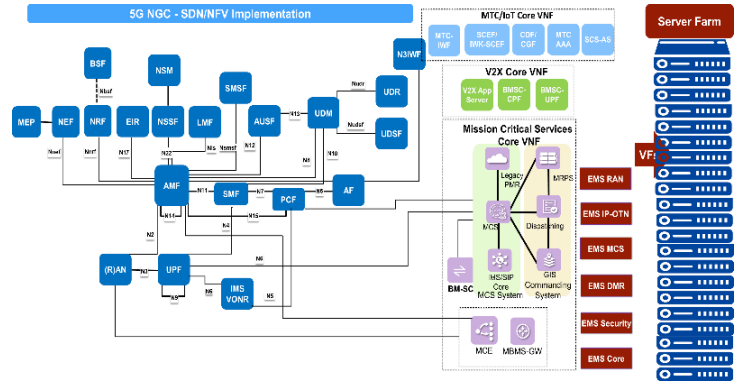 5G NGC - SDN/NFV Implementation
MTC/IoT Core VNF
Server Farm
MTC-
IWF
SCEF/
IWK-SCEF
CDF/
CGF
MTC
AAA
SCS-AS
N3IWF
BSF
NSM
SMSF
UDR
V2X Core VNF
V2X App
Server
BMSC-
CPF
BMSC-
UPF
Nbsf
Nudr
MEP
NEF
NRF
EIR
NSSF
LMF
AUSF
N13
UDM
UDSF
Nudsf
Mission Critical Services
Core VNF
Nnef
Nnrf
N17
N22
Nls
Nsmsf
N12
N8
N10
VFs
Legacy
PMR
MRPS
AMF
N11
SMF
N7
PCF
N5
AF
EMS RAN
N14
N15
MCS
Dispatching
EMS IP-OTN
N2
N4
N6
EMS MCS
(R)AN
N3
UPF
N9
N6
IMS
VONR
N5
BM-SC
IMS/SIP
Core
MCS System
GIS
Commanding
System
EMS DMR
EMS Security
MCE
MBMS-GW
EMS Core